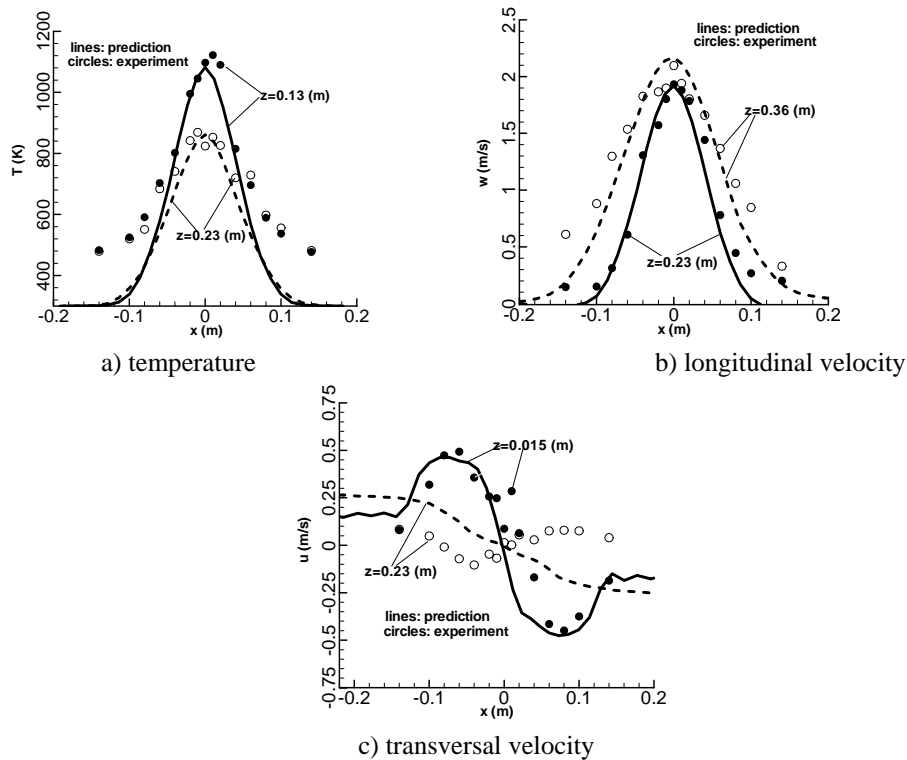 1200
1000
800
600
400
T (K)
lines: prediction
circles: experiment
z=0.13 (m)
z=0.23 (m)
-0.2 -0.1 0 0.1 0.2
x (m)
a) temperature
2.5
2
1.5
1
0.5
0
w (m/s)
lines: prediction
circles: experiment
z=0.36 (m)
z=0.23 (m)
-0.2 -0.1 0 0.1 0.2
x (m)
b) longitudinal velocity
0.75
0.5
0.25
0
-0.25
-0.5
-0.75
u (m/s)
z=0.015 (m)
z=0.23 (m)
lines: prediction
circles: experiment
-0.1 0 0.1 0.2
x (m)
c) transversal velocity